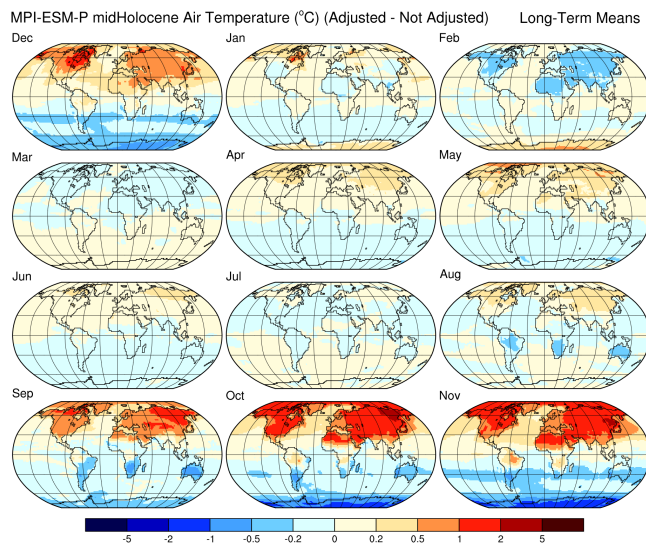 MPI-ESM-P midHolocene Air Temperature (°C) (Adjusted - Not Adjusted) Long-Term Means
Dec Jan Feb
Mar Apr May
Jun Jul Aug
Sep Oct Nov
-5 -2 -1 -0.5 -0.2 0 0.2 0.5 1 2 5